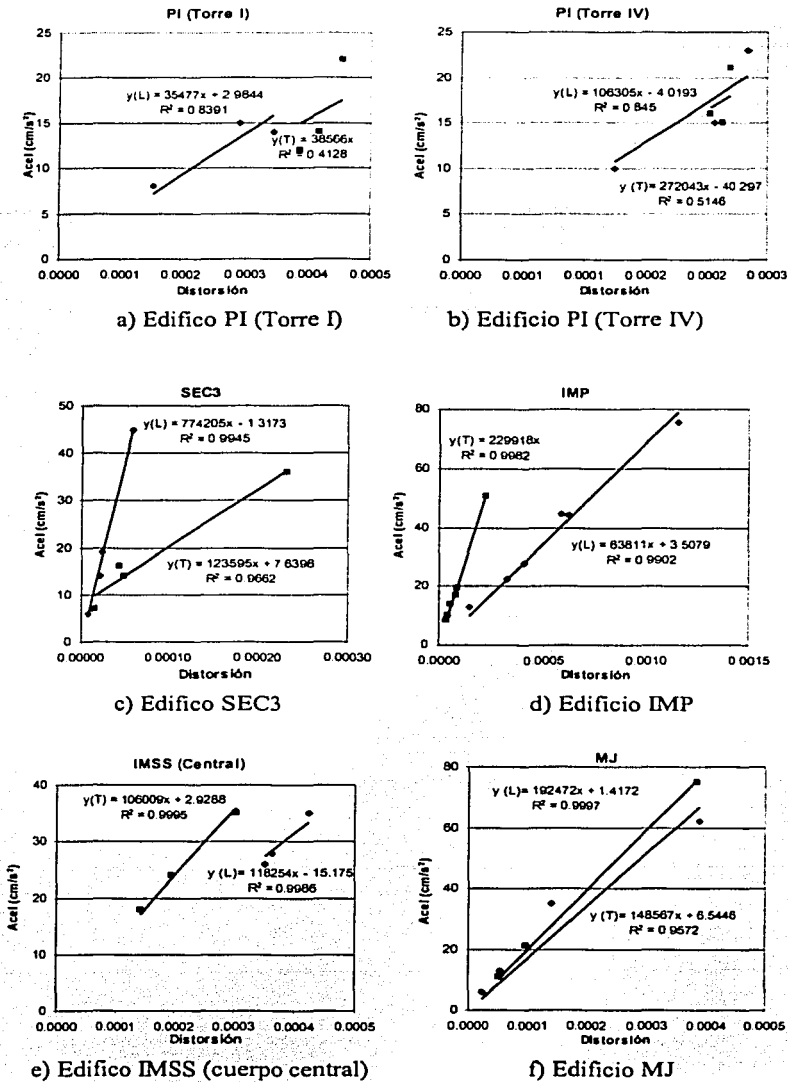 PI (Torre I)
25
20
15
10
5
0
Acel (cm/s²)
y(L) = 35477x + 2.9844
R² = 0.8391
y(T) = 38566x
R² = 0.4128
0.0000 0.0001 0.0002 0.0003 0.0004 0.0005
Distorsión
a) Edifico PI (Torre I)
PI (Torre IV)
25
20
15
10
5
0
Acel (cm/s²)
y(L)= 106305x - 4.0193
R² = 0.845
y (T)= 272043x - 40.297
R² = 0.5146
0.0000 0.0001 0.0001 0.0002 0.0002 0.0003
Distorsión
b) Edificio PI (Torre IV)
SEC3
50
40
30
20
10
0
Acel (cm/s²)
y(L) = 774205x - 1.3173
R² = 0.9945
y(T) = 123595x + 7.6398
R² = 0.9662
0.00000 0.00010 0.00020 0.00030
Distorsión
c) Edifico SEC3
IMP
80
60
40
20
0
Acel (cm/s²)
y(T) = 229918x
R² = 0.9982
y(L) = 63811x + 3.5079
R² = 0.9902
0.0000 0.0005 0.0010 0.0015
Distorsión
d) Edificio IMP
IMSS (Central)
40
30
20
10
0
Acel (cm/s²)
y(T) = 106009x + 2.9288
R² = 0.9995
y (L) = 118254x - 15.175
R² = 0.9986
0.0000 0.0001 0.0002 0.0003 0.0004 0.0005
Distorsión
e) Edifico IMSS (cuerpo central)
MJ
80
60
40
20
0
Acel (cm/s²)
y (L)= 192472x + 1.4172
R² = 0.9997
y (T) = 148567x + 6.5446
R² = 0.9572
0.0000 0.0001 0.0002 0.0003 0.0004 0.0005
Distorsión
f) Edificio MJ